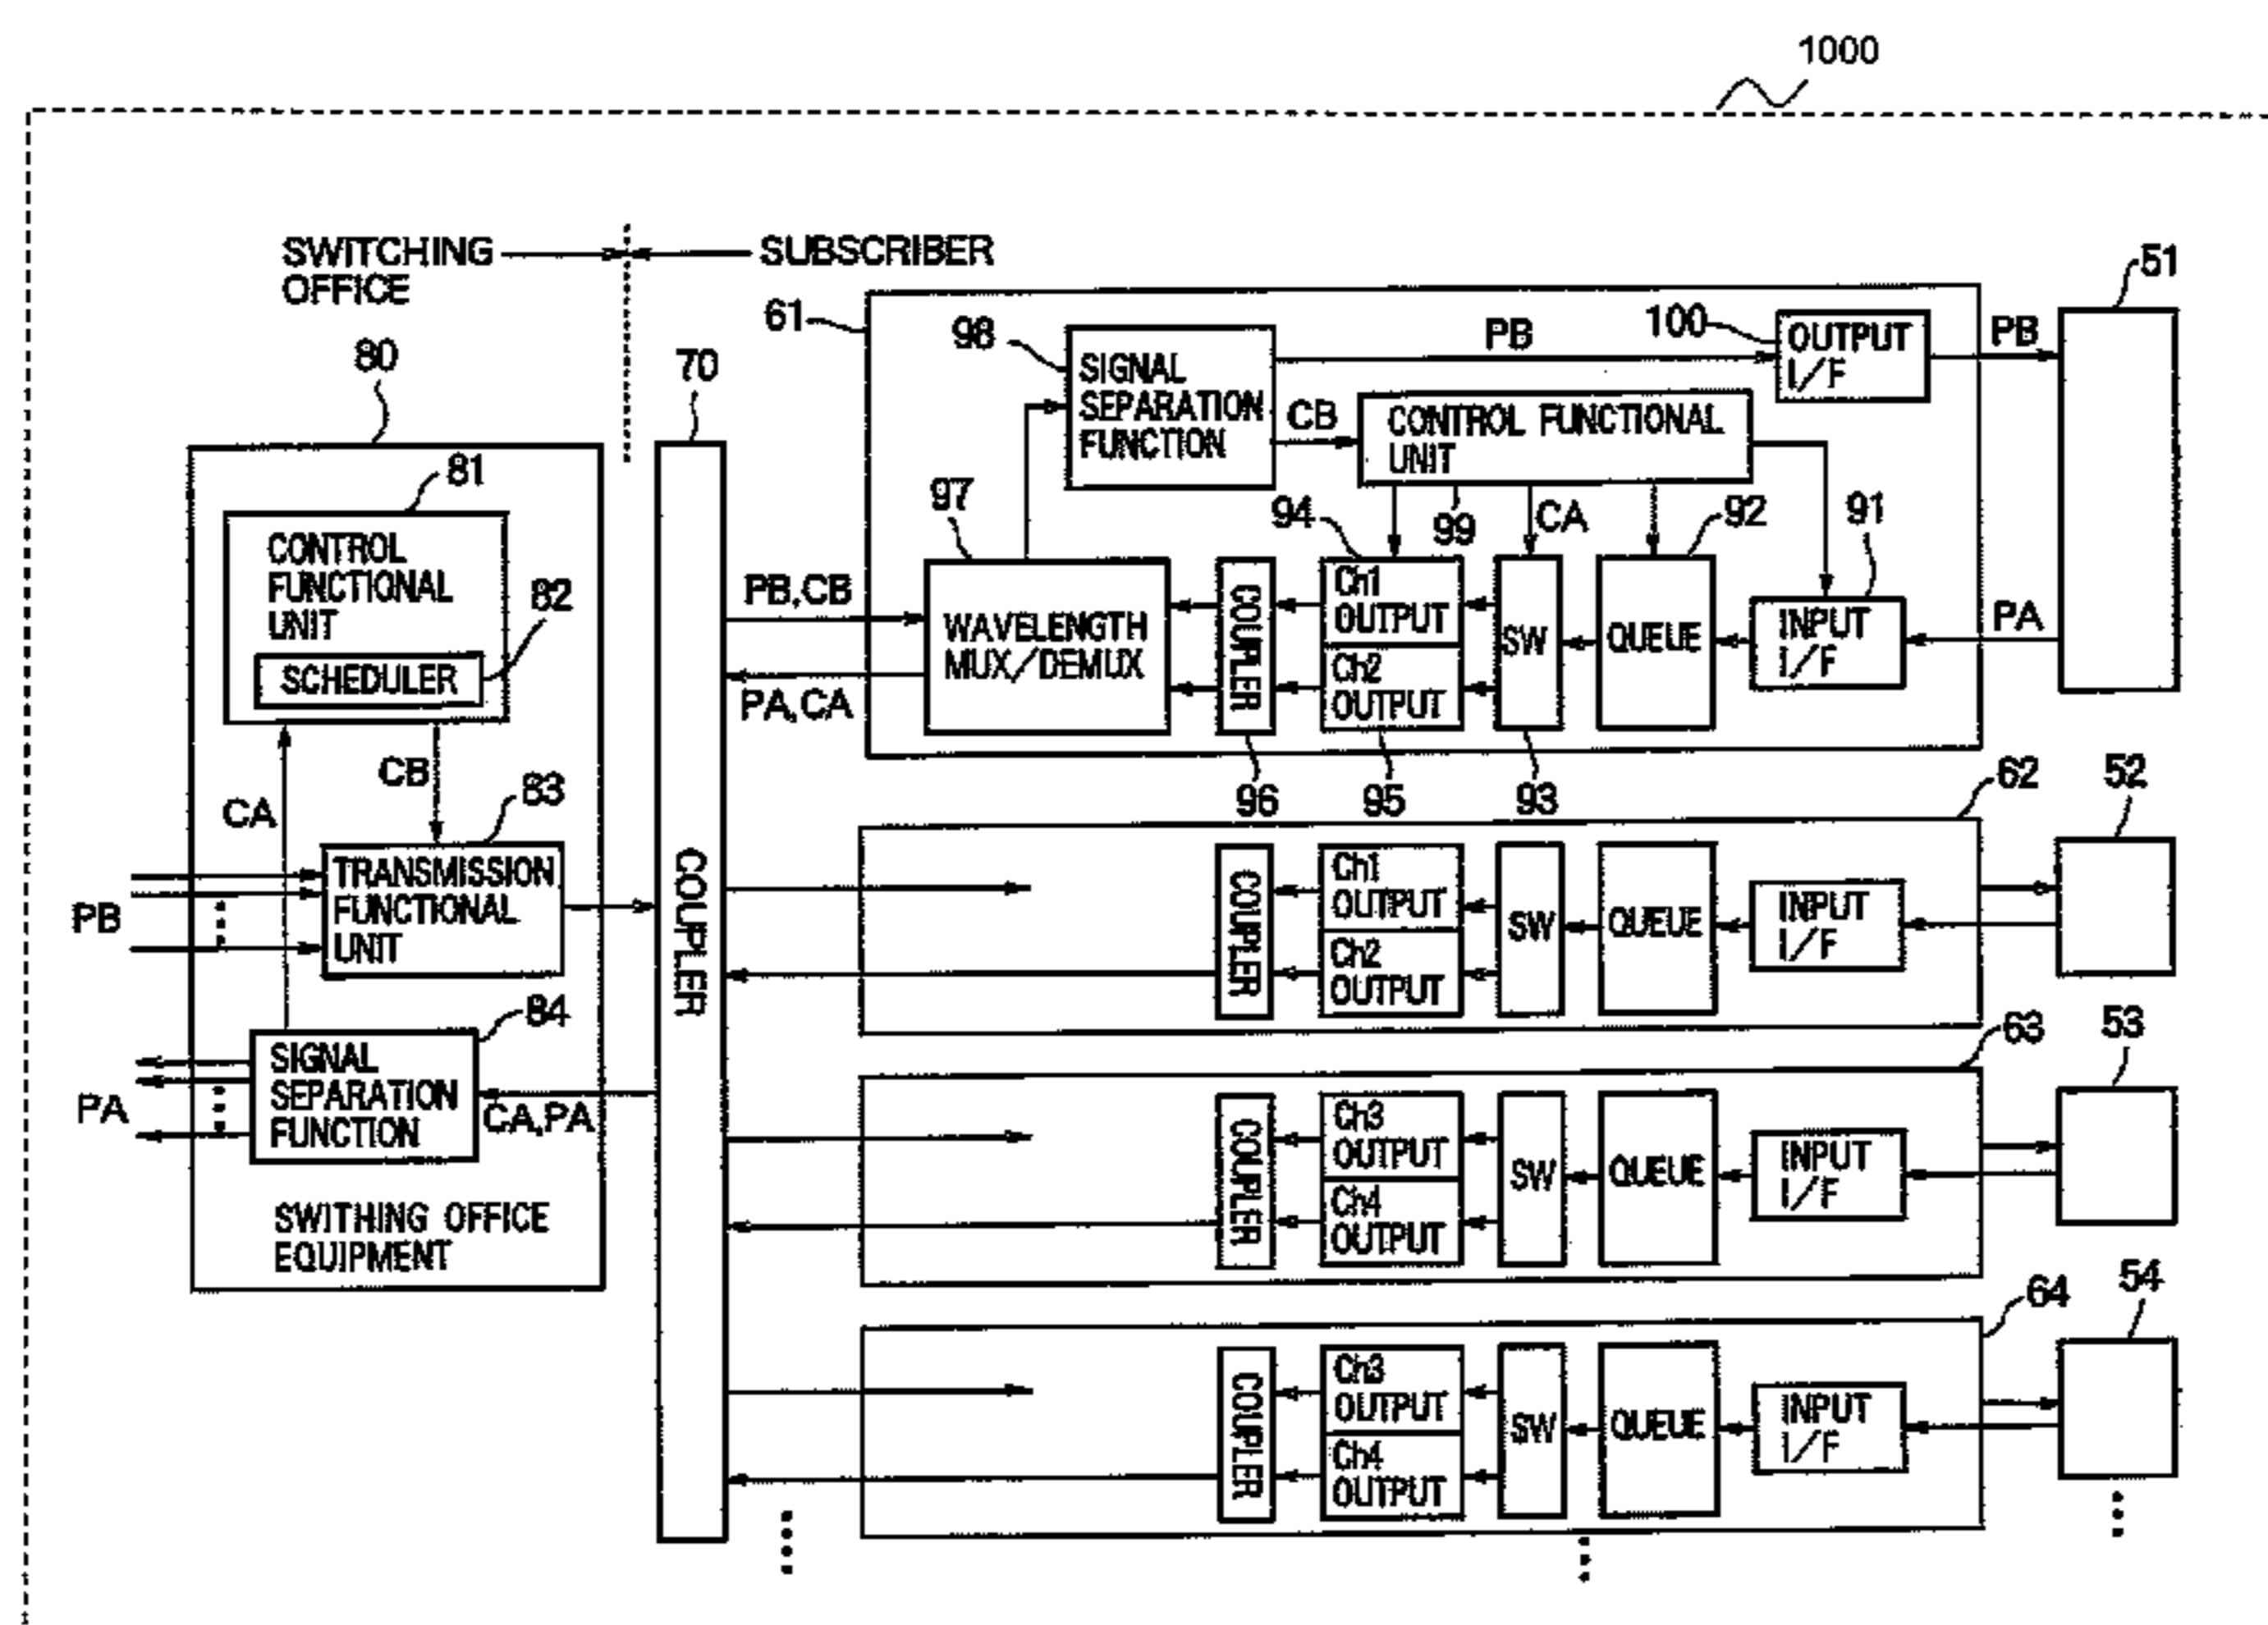 1000
SWITCHING
OFFICE
SUBSCRIBER
80
81
CONTROL
FUNCTIONAL
UNIT
82
SCHEDULER
CA
CB
83
TRANSMISSION
FUNCTIONAL
UNIT
PB
84
SIGNAL
SEPARATION
FUNCTION
PA
CA,PA
SWITHING OFFICE
EQUIPMENT
70
COUPLER
PB,CB
PA,CA
61
98
SIGNAL
SEPARATION
FUNCTION
PB
100
OUTPUT
I/F
PB
51
CB
CONTROL FUNCTIONAL
UNIT
97
WAVELENGTH
MUX/DEMUX
94
99
CA
92
91
COUPLER
Ch1
OUTPUT
Ch2
OUTPUT
SW
QUEUE
INPUT
I/F
PA
96
95
93
62
52
COUPLER
Ch1
OUTPUT
Ch2
OUTPUT
SW
QUEUE
INPUT
I/F
63
53
COUPLER
Ch3
OUTPUT
Ch4
OUTPUT
SW
QUEUE
INPUT
I/F
64
54
COUPLER
Ch3
OUTPUT
Ch4
OUTPUT
SW
QUEUE
INPUT
I/F